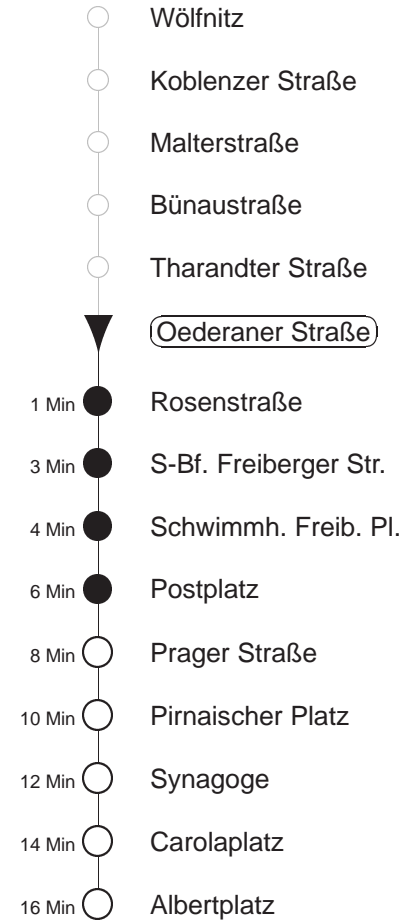 Wölfnitz
Koblenzer Straße
Malterstraße
Bünaustraße
Tharandter Straße
Oederaner Straße
1 Min Rosenstraße
3 Min S-Bf. Freiberger Str.
4 Min Schwimmh. Freib. Pl.
6 Min Postplatz
8 Min Prager Straße
10 Min Pirnaischer Platz
12 Min Synagoge
14 Min Carolaplatz
16 Min Albertplatz